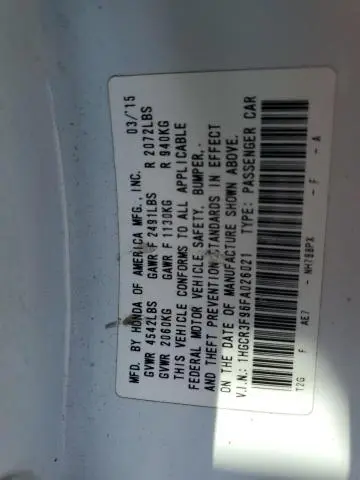 MFD. BY HONDA OF AMERICA MFG., INC. 03/'15
GVWR 4542LBS GAWR F 2491LBS R 2072LBS
GVWR 2060KG GAWR F 1130KG R 940KG
THIS VEHICLE CONFORMS TO ALL APPLICABLE
FEDERAL MOTOR VEHICLE SAFETY, BUMPER,
AND THEFT PREVENTION STANDARDS IN EFFECT
ON THE DATE OF MANUFACTURE SHOWN ABOVE.
V.I.N.: 1HGCR3F96FA026021 TYPE: PASSENGER CAR
T2G F AE7 - NH788PX - F - A